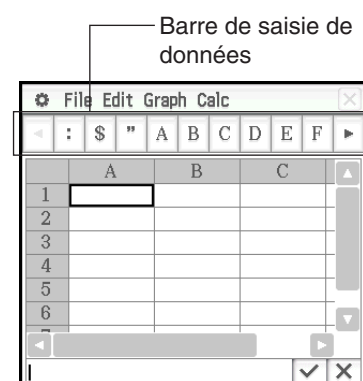 Barre de saisie de
données
File Edit Graph Calc
: $ " A B C D E F
A B C
1
2
3
4
5
6